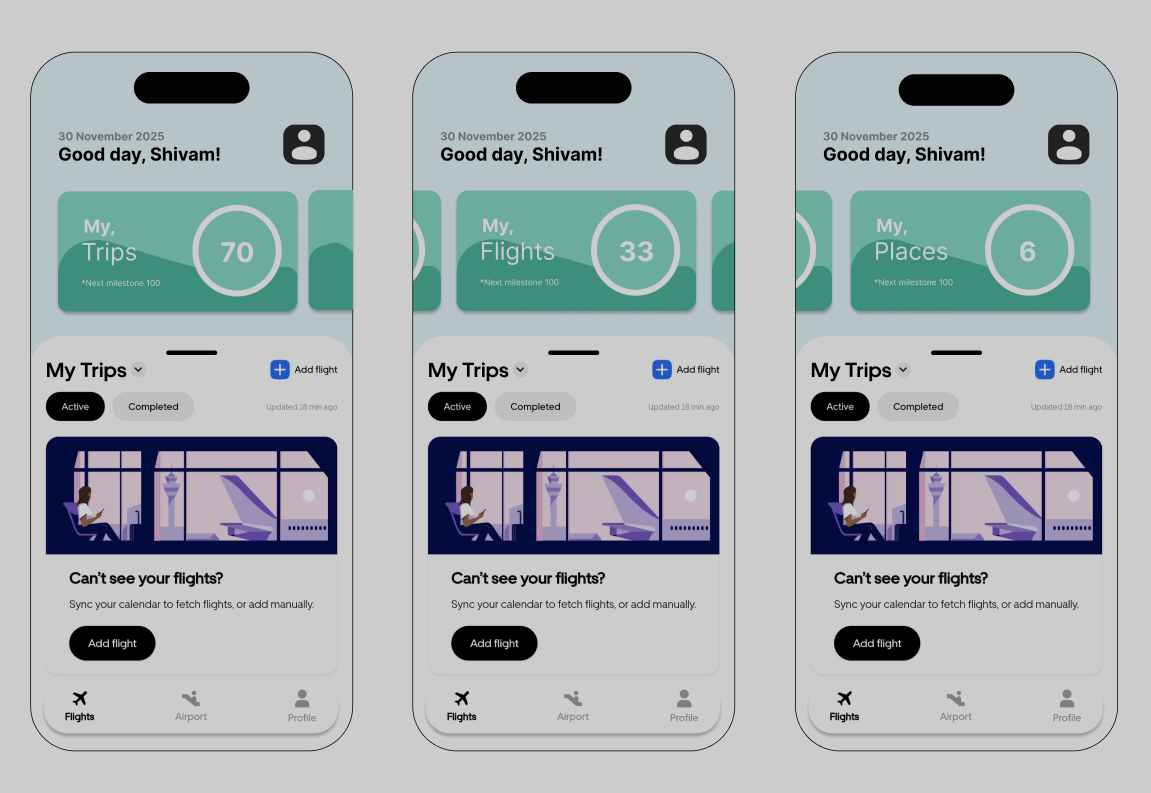 30 November 2025
Good day, Shivam!
My,
Trips
70
*Next milestone 100
My Trips
Add flight
Active
Completed
Updated 18 min ago
Can't see your flights?
Sync your calendar to fetch flights, or add manually.
Add flight
Flights
Airport
Profile
30 November 2025
Good day, Shivam!
My,
Flights
33
*Next milestone 100
My Trips
Add flight
Active
Completed
Updated 18 min ago
Can't see your flights?
Sync your calendar to fetch flights, or add manually.
Add flight
Flights
Airport
Profile
30 November 2025
Good day, Shivam!
My,
Places
6
*Next milestone 100
My Trips
Add flight
Active
Completed
Updated 18 min ago
Can't see your flights?
Sync your calendar to fetch flights, or add manually.
Add flight
Flights
Airport
Profile